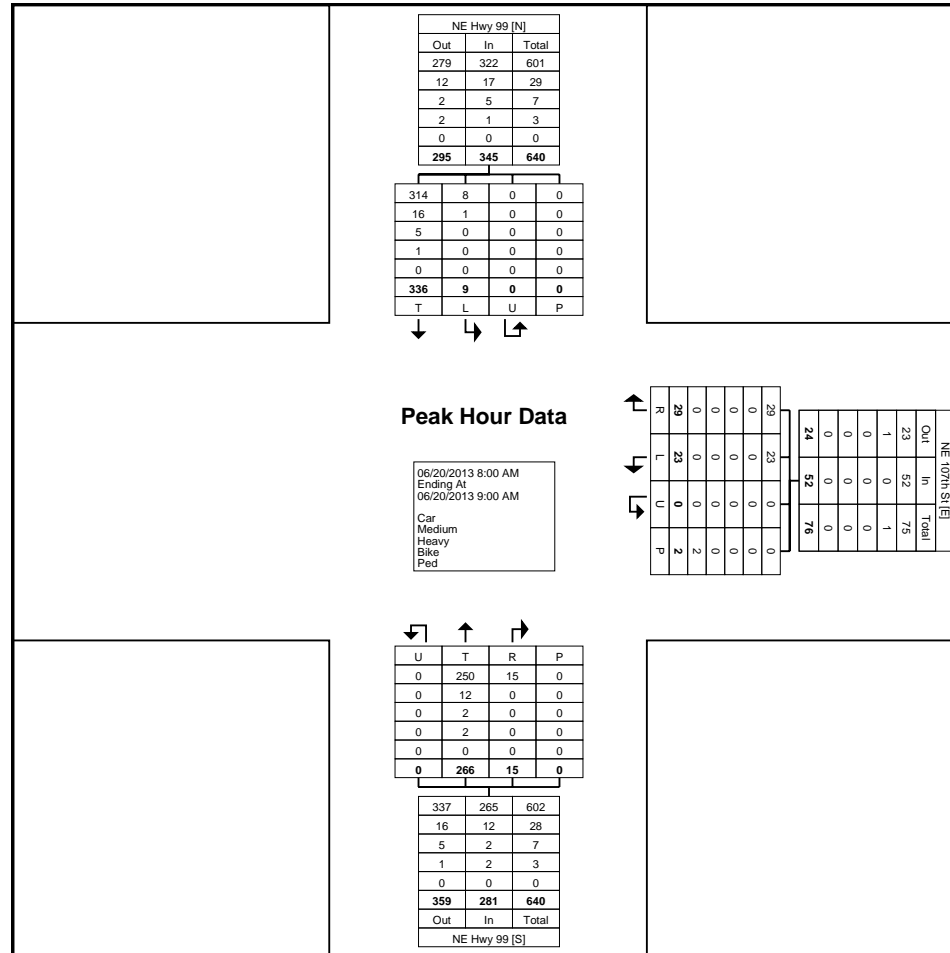 NE Hwy 99 [N]
Out In Total
279 322 601
12 17 29
2 5 7
2 1 3
0 0 0
295 345 640
314 8 0 0
16 1 0 0
5 0 0 0
1 0 0 0
0 0 0 0
336 9 0 0
T L U P
Peak Hour Data
06/20/2013 8:00 AM
Ending At
06/20/2013 9:00 AM
Car
Medium
Heavy
Bike
Ped
NE 107th St [E]
Out In Total
23 52 75
1 0 1
0 0 0
0 0 0
0 0 0
24 52 76
29 23 0 0
0 0 0 0
0 0 0 0
0 0 0 0
0 0 0 2
29 23 0 2
R L U P
U T R P
0 250 15 0
0 12 0 0
0 2 0 0
0 2 0 0
0 0 0 0
0 266 15 0
337 265 602
16 12 28
5 2 7
1 2 3
0 0 0
359 281 640
Out In Total
NE Hwy 99 [S]